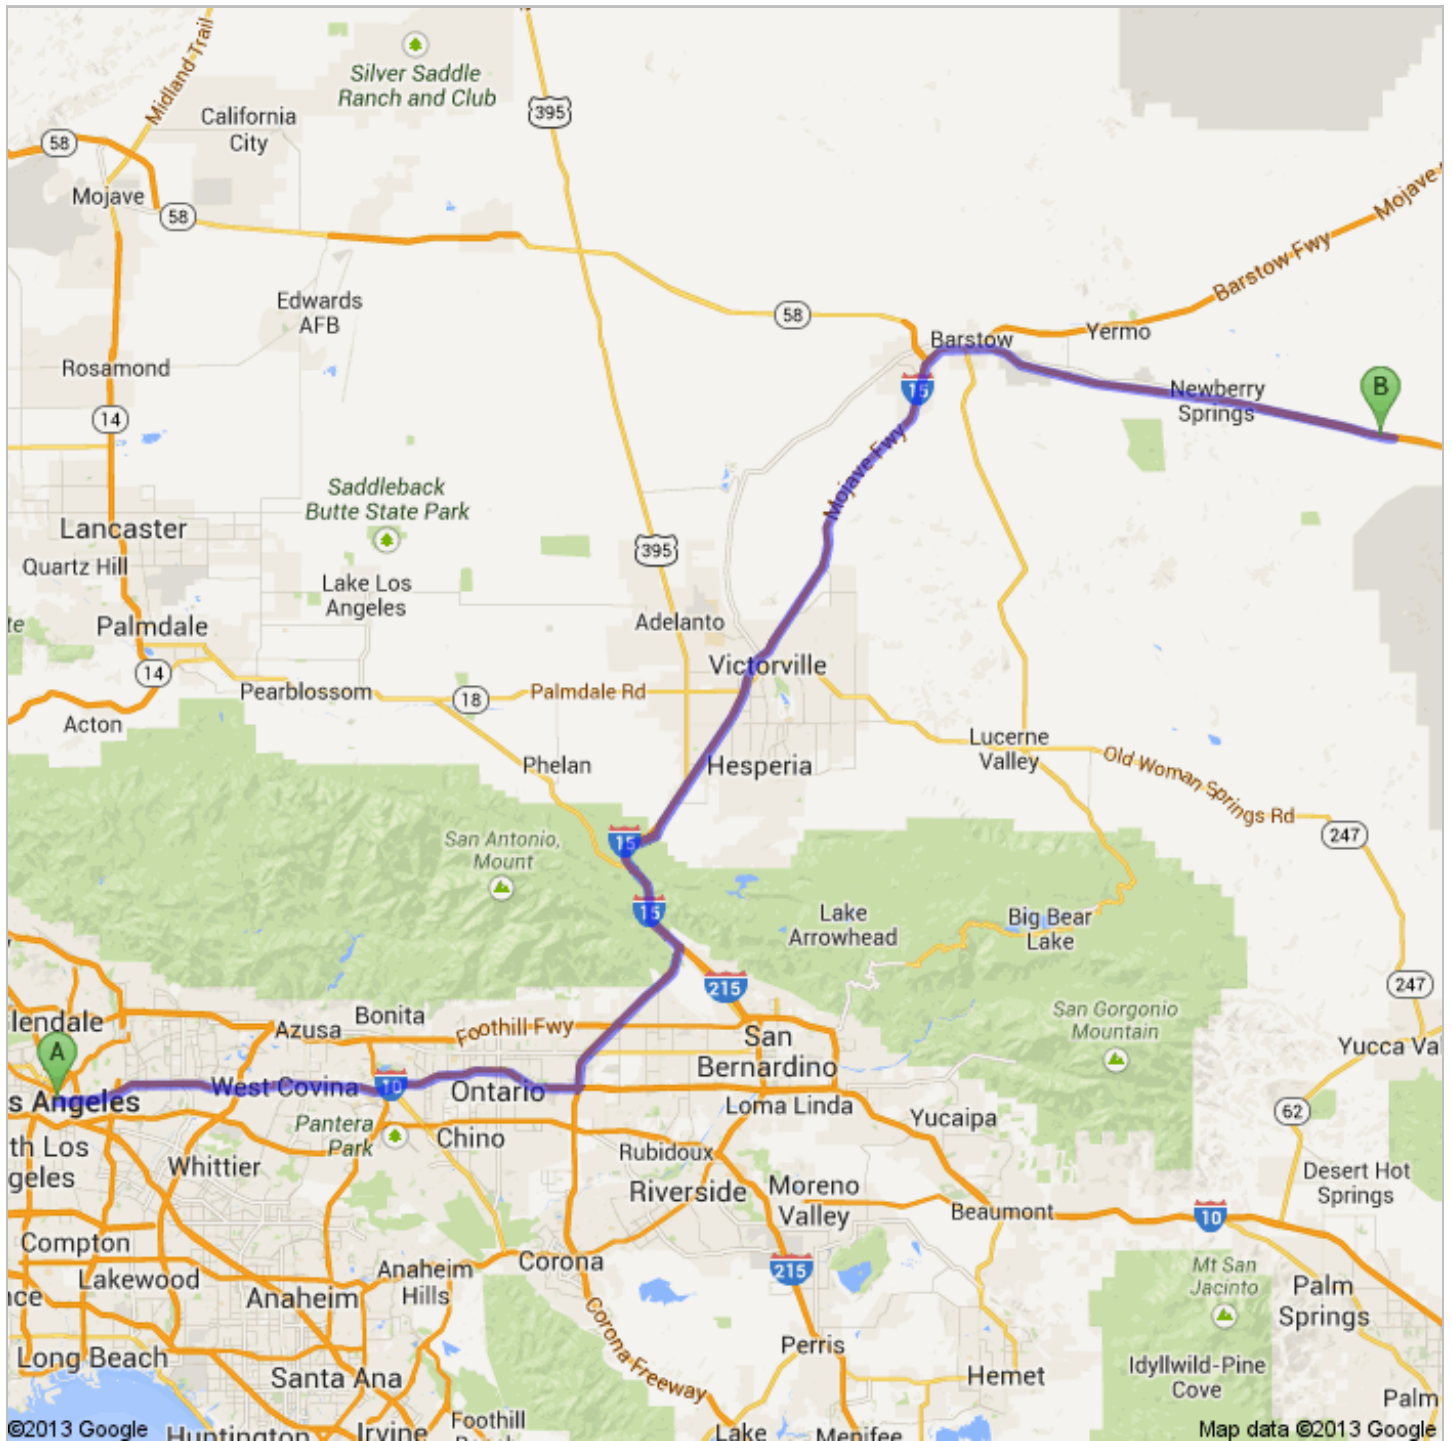 Midland Trail
Silver Saddle
Ranch and Club
395
California
City
58
Mojave
58
Mojave
Barstow Fwy
Edwards
AFB
58
Barstow
Yermo
Rosamond
15
Newberry
Springs
B
14
Mojave Fwy
Saddleback
Butte State Park
Lancaster
395
Quartz Hill
Lake Los
Angeles
te
Palmdale
Adelanto
14
Victorville
Pearblossom
18
Palmdale Rd
Acton
Lucerne
Valley
Phelan
Hesperia
Old Woman Springs Rd
San Antonio,
Mount
15
247
15
Lake
Arrowhead
Big Bear
Lake
215
247
lendale
Azusa
Bonita
Foothill Fwy
San
Bernardino
San Gorgonio
Mountain
Yucca Va
A
s Angeles
West Covina
10
Ontario
Loma Linda
Yucaipa
62
Pantera
Park
Chino
th Los
geles
Whittier
Rubidoux
Riverside
Moreno
Valley
Desert Hot
Springs
Beaumont
10
Compton
Corona
215
Lakewood
Anaheim
Hills
Mt San
Jacinto
nce
Anaheim
Palm
Springs
Corona Freeway
Perris
Long Beach
Santa Ana
Hemet
Idyllwild-Pine
Cove
Palm
©2013 Google
Huntington
Irvine
Foothill
Lake
Menifee
Map data ©2013 Google